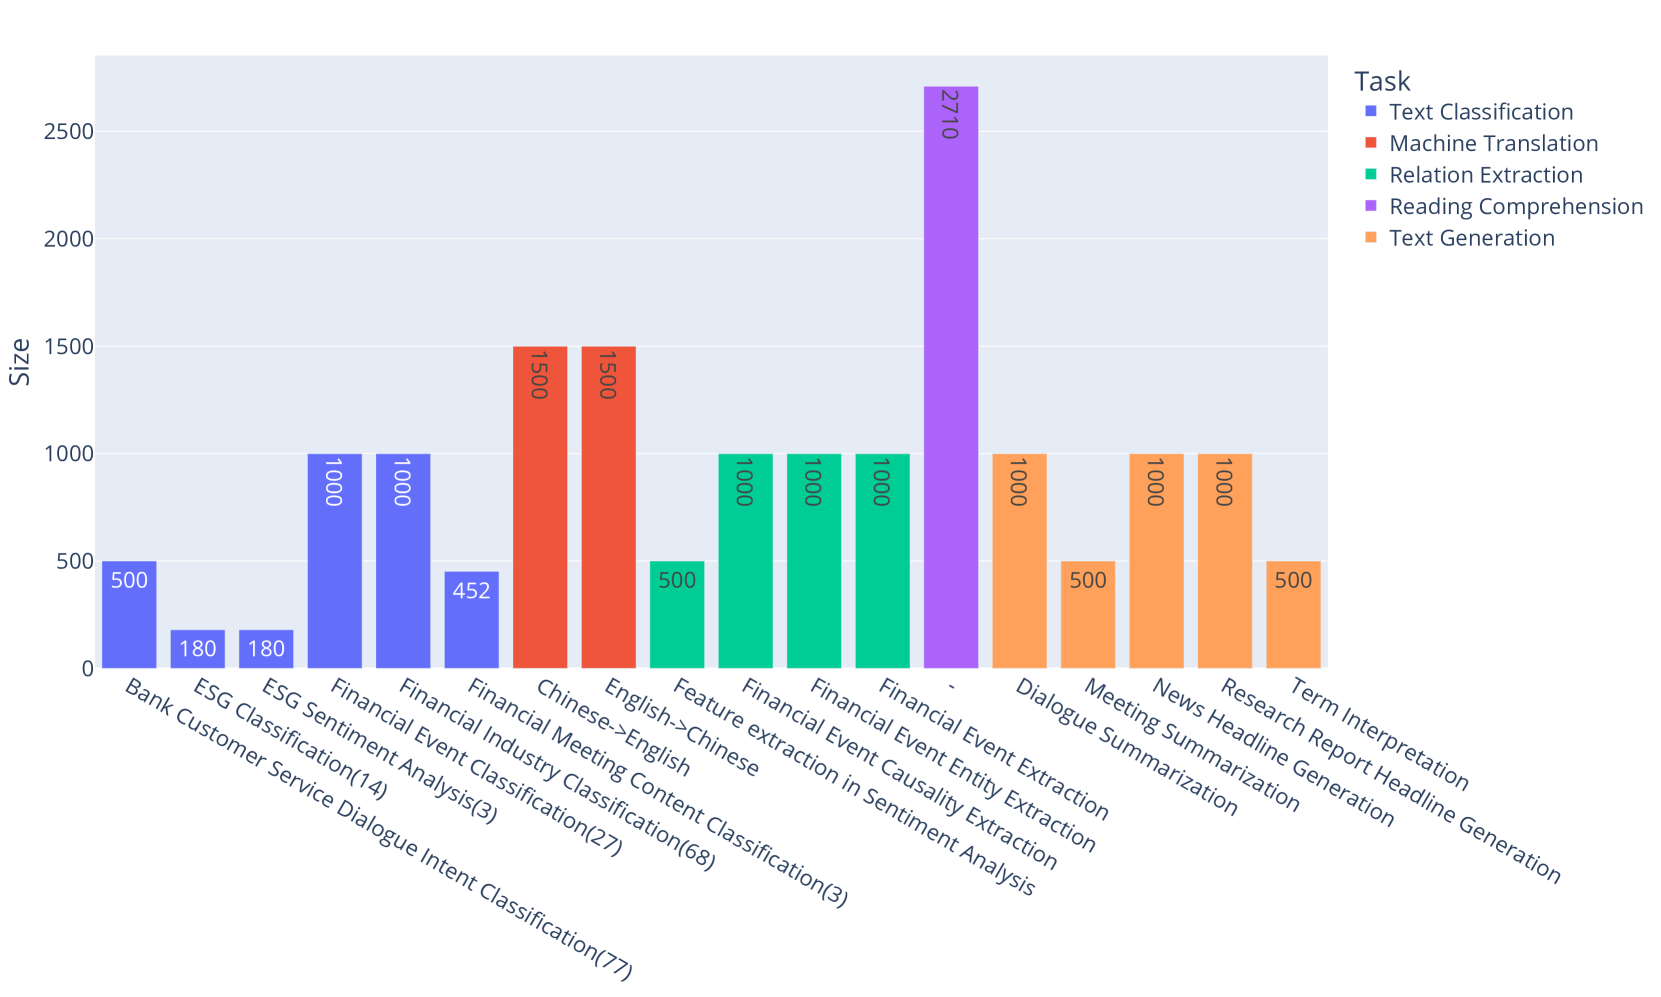 Size
2500
2000
1500
1000
500
0
500
180
180
1000
1000
452
1500
1500
500
1000
1000
1000
2710
1000
500
1000
1000
500
Bank Customer Service Dialogue Intent Classification(77)
ESG Classification(14)
ESG Sentiment Analysis(3)
Financial Event Classification(27)
Financial Industry Classification(68)
Financial Meeting Content Classification(3)
Chinese->English
English->Chinese
Feature extraction in Sentiment Analysis
Financial Event Causality Extraction
Financial Event Entity Extraction
Financial Event Extraction
-
Dialogue Summarization
Meeting Summarization
News Headline Generation
Research Report Headline Generation
Term Interpretation
Task
Text Classification
Machine Translation
Relation Extraction
Reading Comprehension
Text Generation